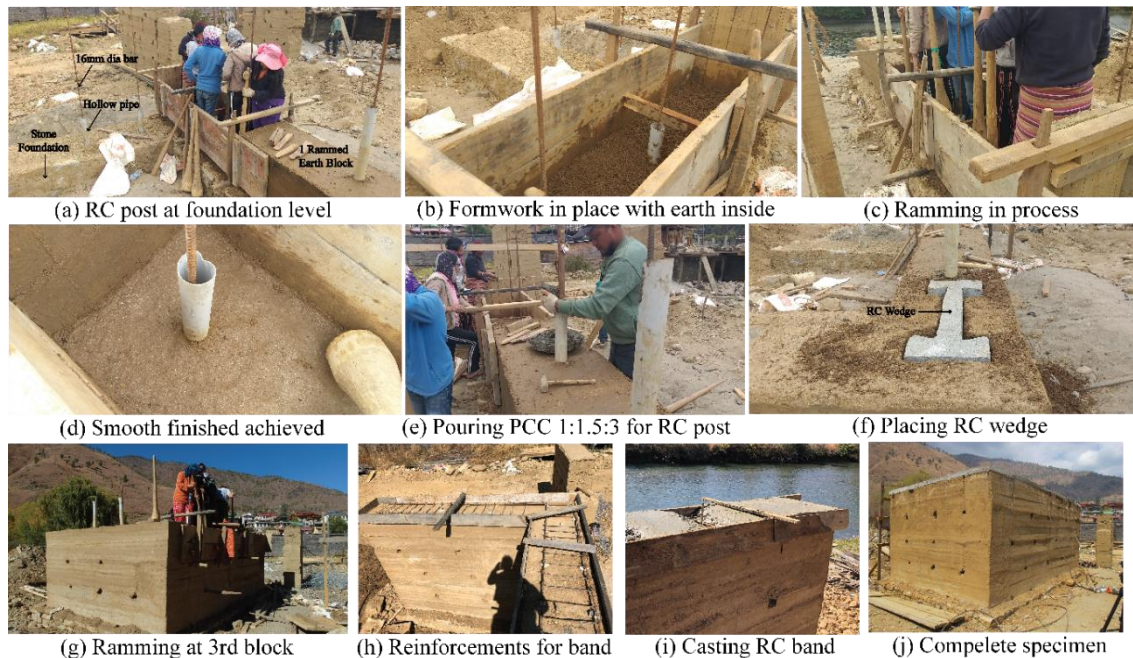 16mm dia bar
Hollow pipe
Stone
Foundation
1 Rammed
Earth Block
(a) RC post at foundation level
(b) Formwork in place with earth inside
(c) Ramming in process
(d) Smooth finished achieved
(e) Pouring PCC 1:1.5:3 for RC post
RC Wedge
(f) Placing RC wedge
(g) Ramming at 3rd block
(h) Reinforcements for band
(i) Casting RC band
(j) Compelete specimen